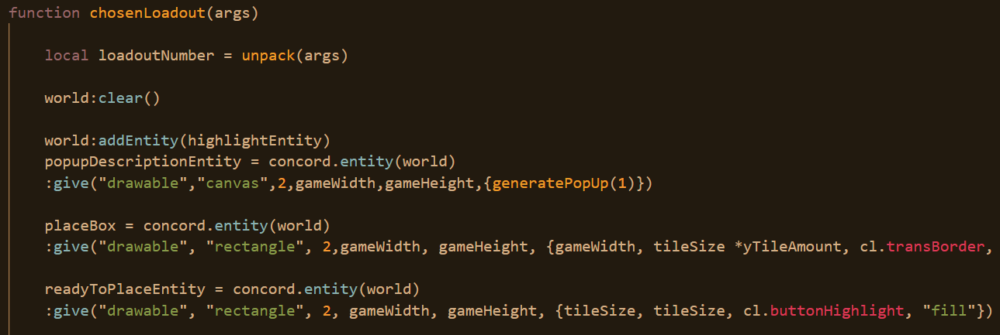 function chosenLoadout(args)
local loadoutNumber = unpack(args)
world:clear()
world:addEntity(highlightEntity)
popupDescriptionEntity = concord.entity(world)
:give("drawable","canvas",2,gameWidth,gameHeight,{generatePopUp(1)})
placeBox = concord.entity(world)
:give("drawable", "rectangle", 2,gameWidth, gameHeight, {gameWidth, tileSize *yTileAmount, cl.transBorder,
readyToPlaceEntity = concord.entity(world)
:give("drawable", "rectangle", 2, gameWidth, gameHeight, {tileSize, tileSize, cl.buttonHighlight, "fill"})